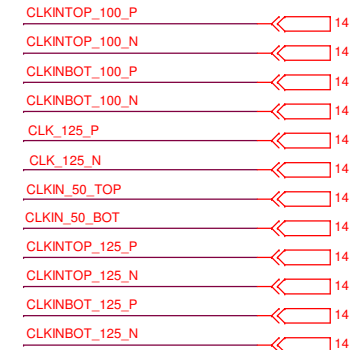 CLKINTOP_100_P 14
CLKINTOP_100_N 14
CLKINBOT_100_P 14
CLKINBOT_100_N 14
CLK_125_P 14
CLK_125_N 14
CLKIN_50_TOP 14
CLKIN_50_BOT 14
CLKINTOP_125_P 14
CLKINTOP_125_N 14
CLKINBOT_125_P 14
CLKINBOT_125_N 14